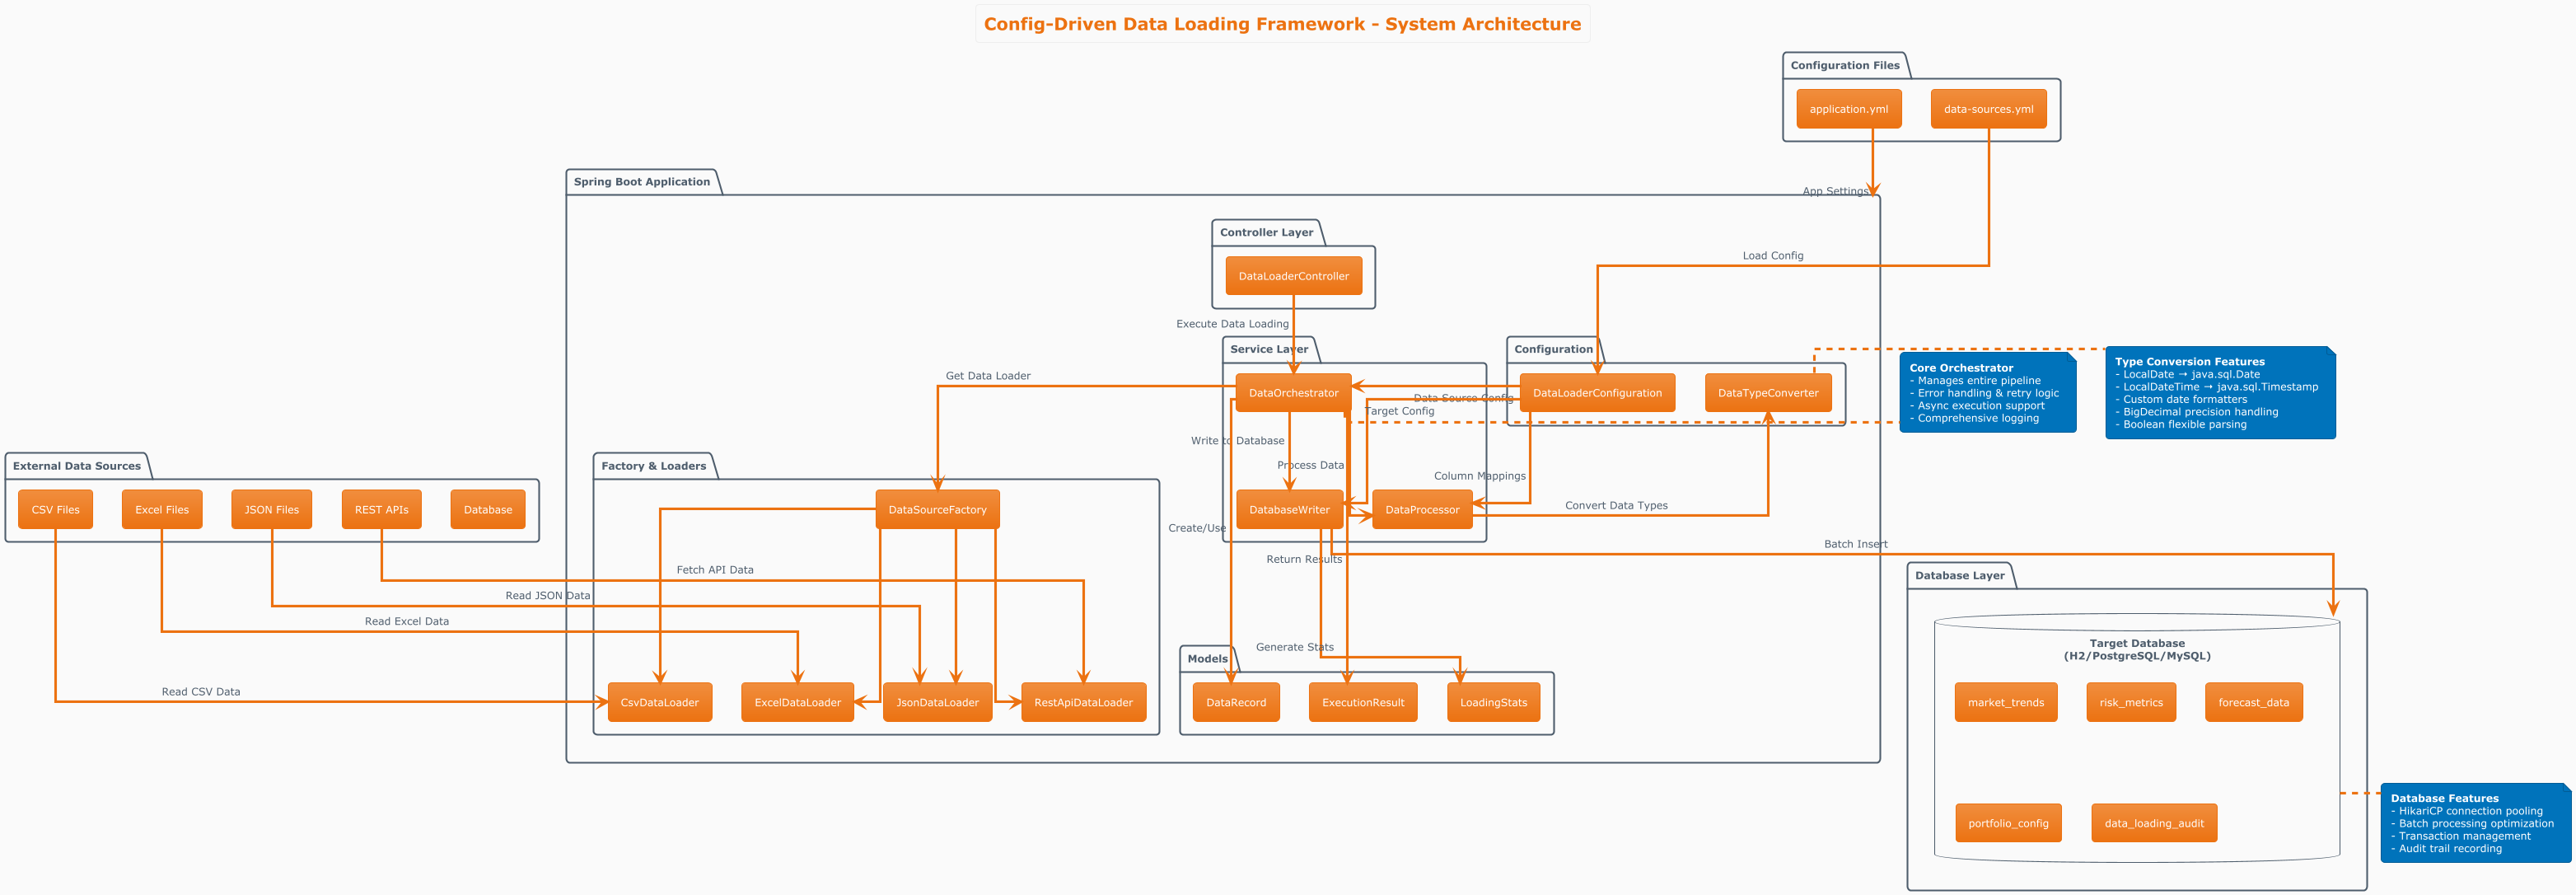 Config-Driven Data Loading Framework - System Architecture
Configuration Files
application.yml
data-sources.yml
Spring Boot Application
App Settings
Controller Layer
DataLoaderController
Load Config
Execute Data Loading
Service Layer
DataOrchestrator
DatabaseWriter
DataProcessor
Configuration
DataLoaderConfiguration
DataTypeConverter
Get Data Loader
Data Source Config
Target Config
Write to Database
Process Data
Column Mappings
Convert Data Types
Create/Use
Return Results
Batch Insert
Generate Stats
Core Orchestrator
- Manages entire pipeline
- Error handling & retry logic
- Async execution support
- Comprehensive logging
Type Conversion Features
- LocalDate → java.sql.Date
- LocalDateTime → java.sql.Timestamp
- Custom date formatters
- BigDecimal precision handling
- Boolean flexible parsing
External Data Sources
CSV Files
Excel Files
JSON Files
REST APIs
Database
Factory & Loaders
DataSourceFactory
Fetch API Data
Read JSON Data
Read Excel Data
Read CSV Data
CsvDataLoader
ExcelDataLoader
JsonDataLoader
RestApiDataLoader
Models
DataRecord
ExecutionResult
LoadingStats
Database Layer
Target Database
(H2/PostgreSQL/MySQL)
market_trends
risk_metrics
forecast_data
portfolio_config
data_loading_audit
Database Features
- HikariCP connection pooling
- Batch processing optimization
- Transaction management
- Audit trail recording